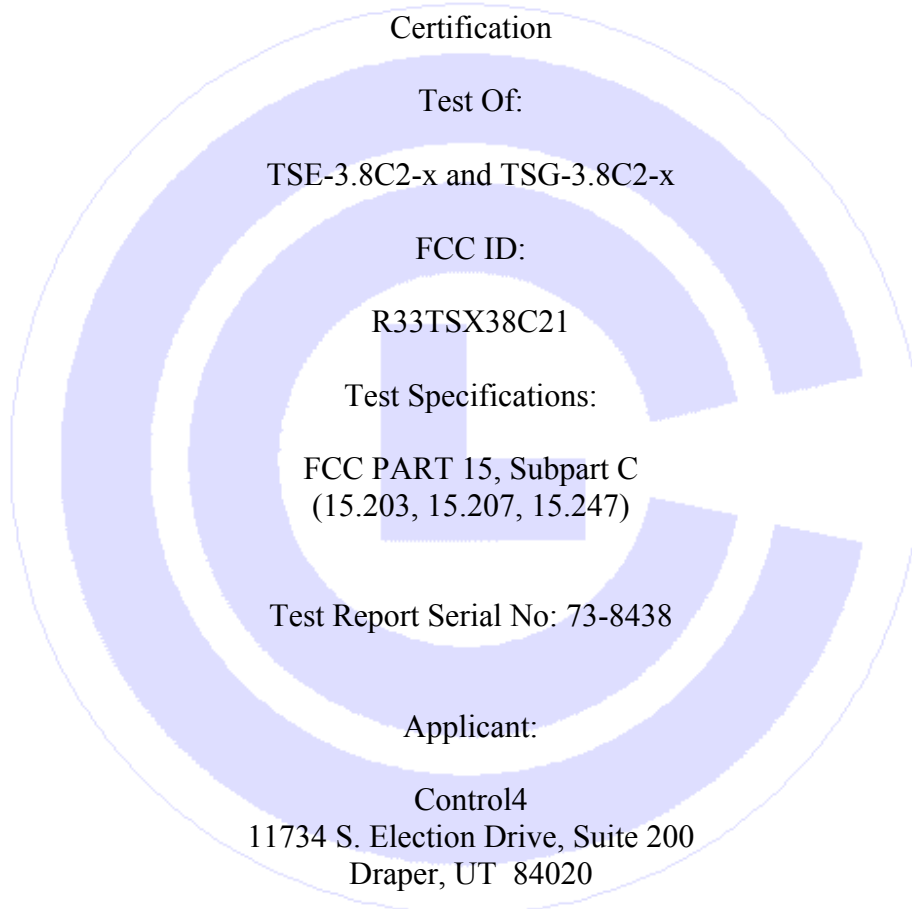 Certification
Test Of:
TSE-3.8C2-x and TSG-3.8C2-x
FCC ID:
R33TSX38C21
Test Specifications:
FCC PART 15, Subpart C
(15.203, 15.207, 15.247)
Test Report Serial No: 73-8438
Applicant:
Control4
11734 S. Election Drive, Suite 200
Draper, UT  84020